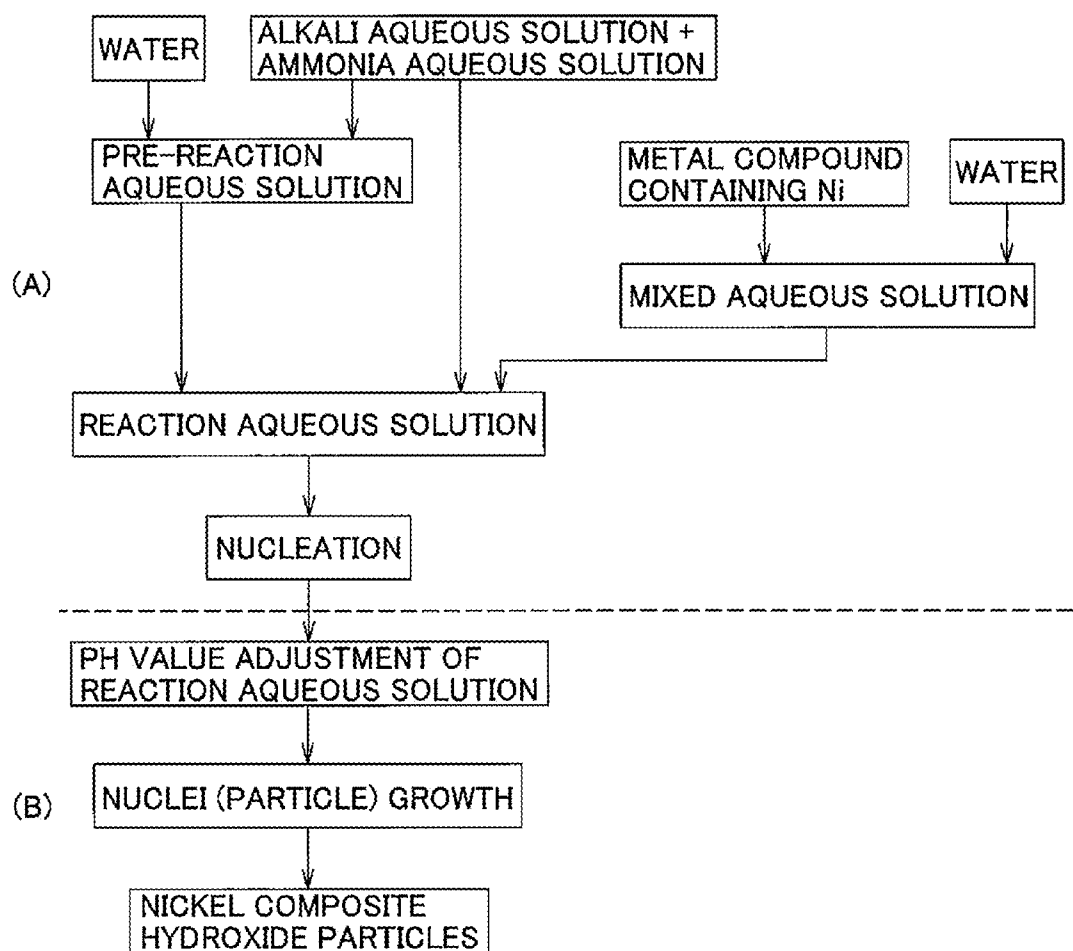 WATER
ALKALI AQUEOUS SOLUTION +
AMMONIA AQUEOUS SOLUTION
PRE-REACTION
AQUEOUS SOLUTION
METAL COMPOUND
CONTAINING Ni
WATER
(A)
MIXED AQUEOUS SOLUTION
REACTION AQUEOUS SOLUTION
NUCLEATION
PH VALUE ADJUSTMENT OF
REACTION AQUEOUS SOLUTION
(B)
NUCLEI (PARTICLE) GROWTH
NICKEL COMPOSITE
HYDROXIDE PARTICLES